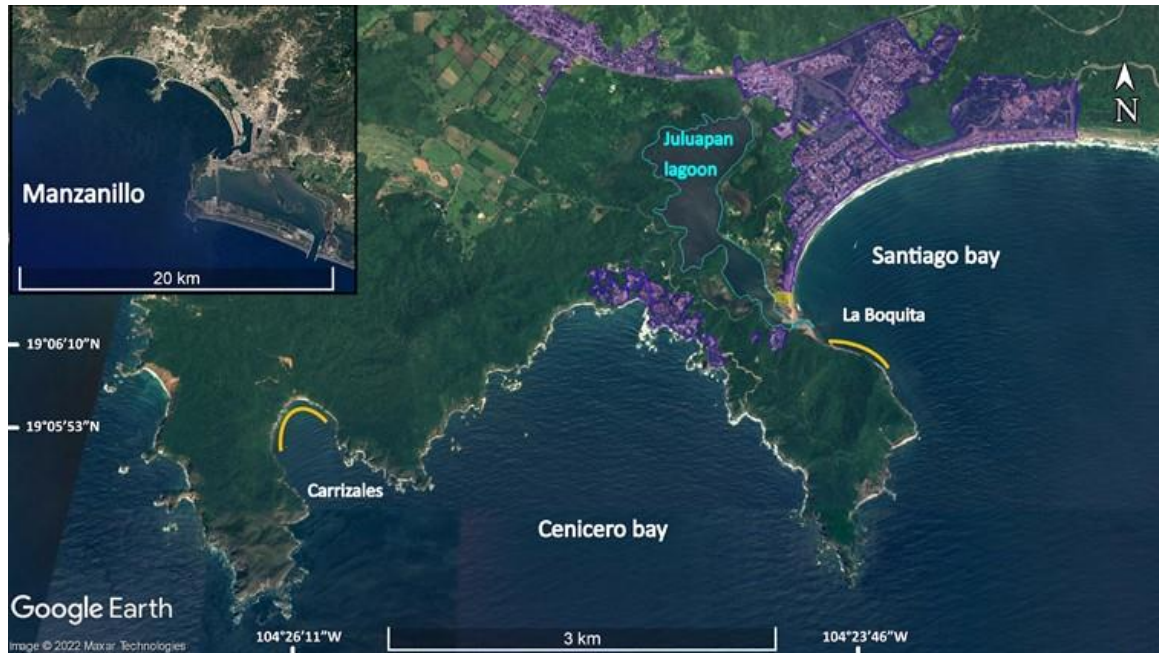 Manzanillo
20 km
N
Juluapan
lagoon
Santiago bay
La Boquita
19°06'10"N
19°05'53"N
Carrizales
Cenicero bay
Google Earth
Image © 2022 Maxar Technologies
104°26'11"W
3 km
104°23'46"W